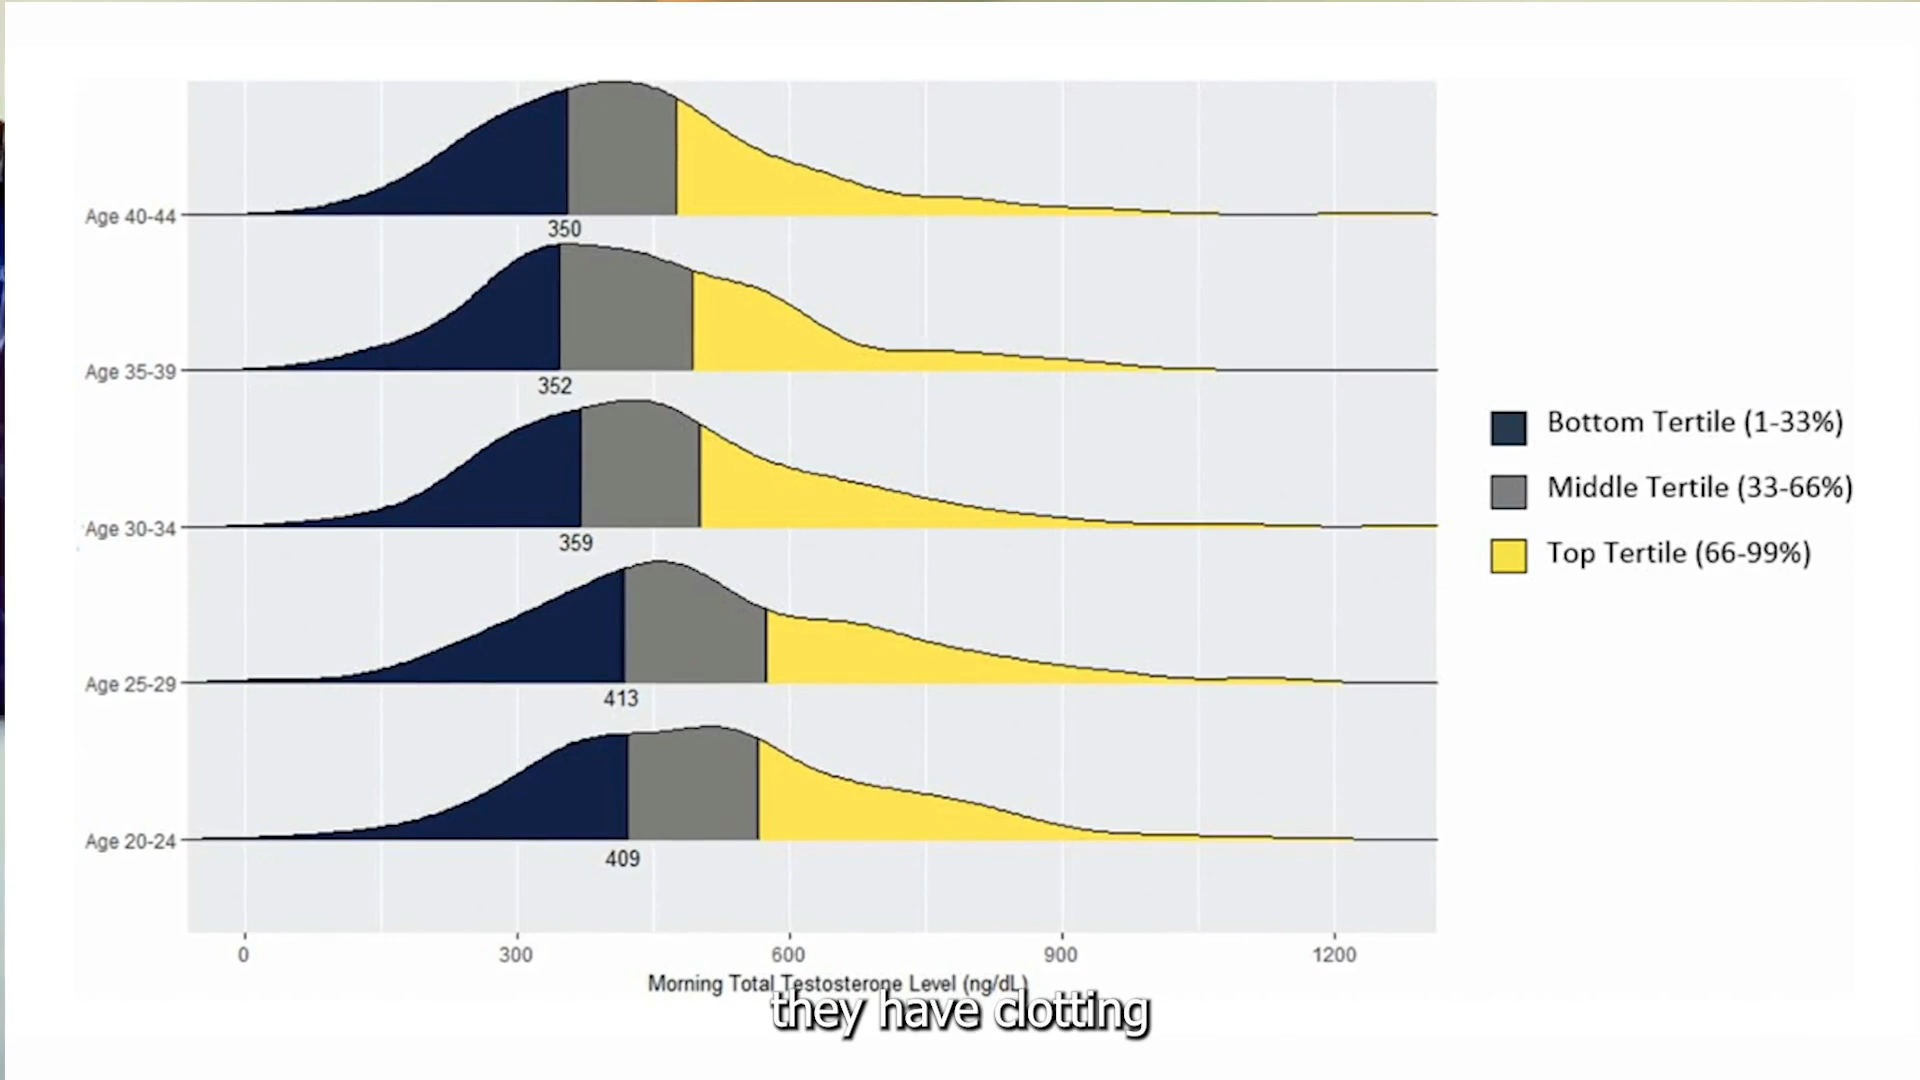 Age 40-44
350
Age 35-39
352
Age 30-34
359
Age 25-29
413
Age 20-24
409
0 300 600 900 1200
Morning Total Testosterone Level (ng/dL)
Bottom Tertile (1-33%)
Middle Tertile (33-66%)
Top Tertile (66-99%)
they have clotting